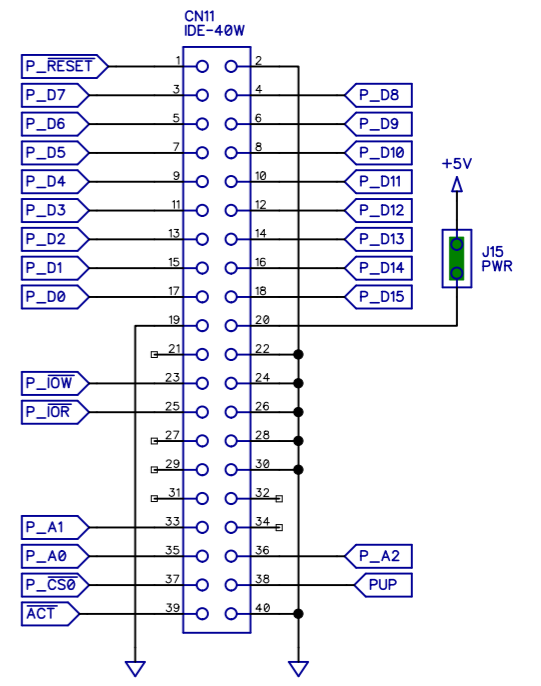 CN11
IDE-40W
P_RESET 1 2
P_D7 3 4 P_D8
P_D6 5 6 P_D9
P_D5 7 8 P_D10
P_D4 9 10 P_D11
P_D3 11 12 P_D12
P_D2 13 14 P_D13
P_D1 15 16 P_D14
P_D0 17 18 P_D15
19 20
21 22
P_IOW 23 24
P_IOR 25 26
27 28
29 30
31 32
P_A1 33 34
P_A0 35 36 P_A2
P_CS0 37 38 PUP
ACT 39 40
+5V
J15
PWR